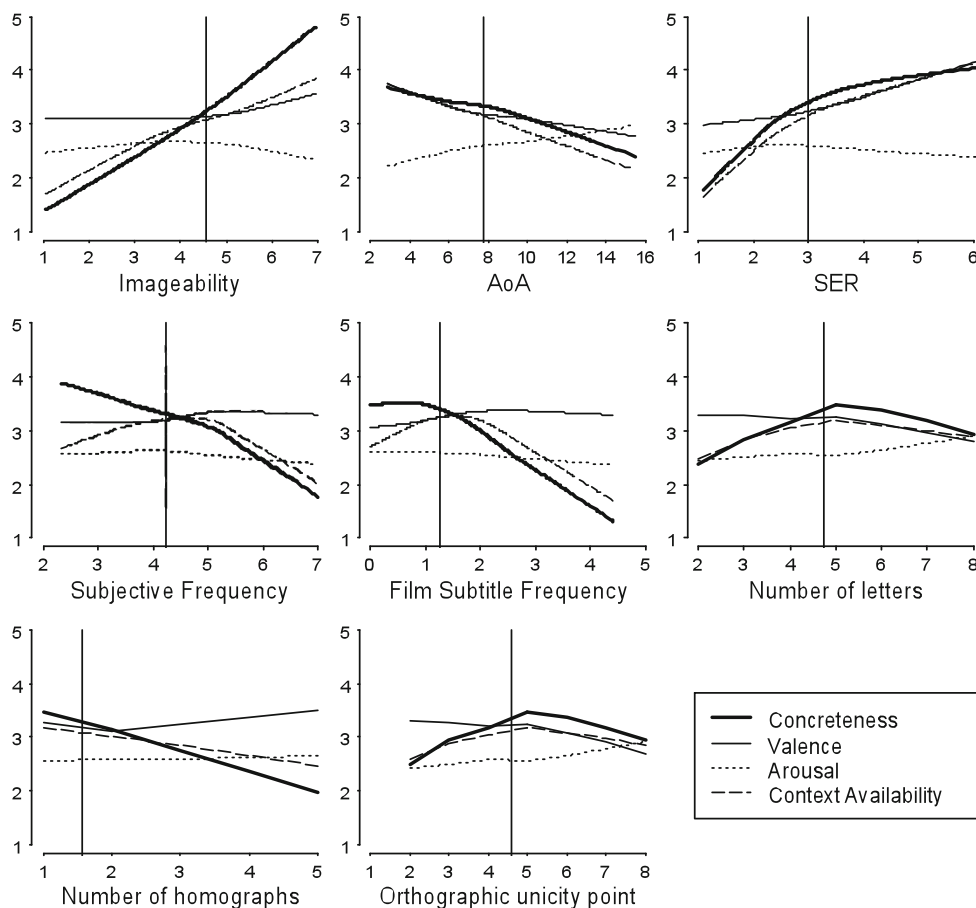 5
4
3
2
1
1 2 3 4 5 6 7
Imageability
5
4
3
2
1
2 4 6 8 10 12 14 16
AoA
5
4
3
2
1
1 2 3 4 5 6
SER
5
4
3
2
1
2 3 4 5 6 7
Subjective Frequency
5
4
3
2
1
0 1 2 3 4 5
Film Subtitle Frequency
5
4
3
2
1
2 3 4 5 6 7 8
Number of letters
5
4
3
2
1
1 2 3 4 5
Number of homographs
5
4
3
2
1
1 2 3 4 5 6 7 8
Orthographic unicity point
Concreteness
Valence
Arousal
Context Availability